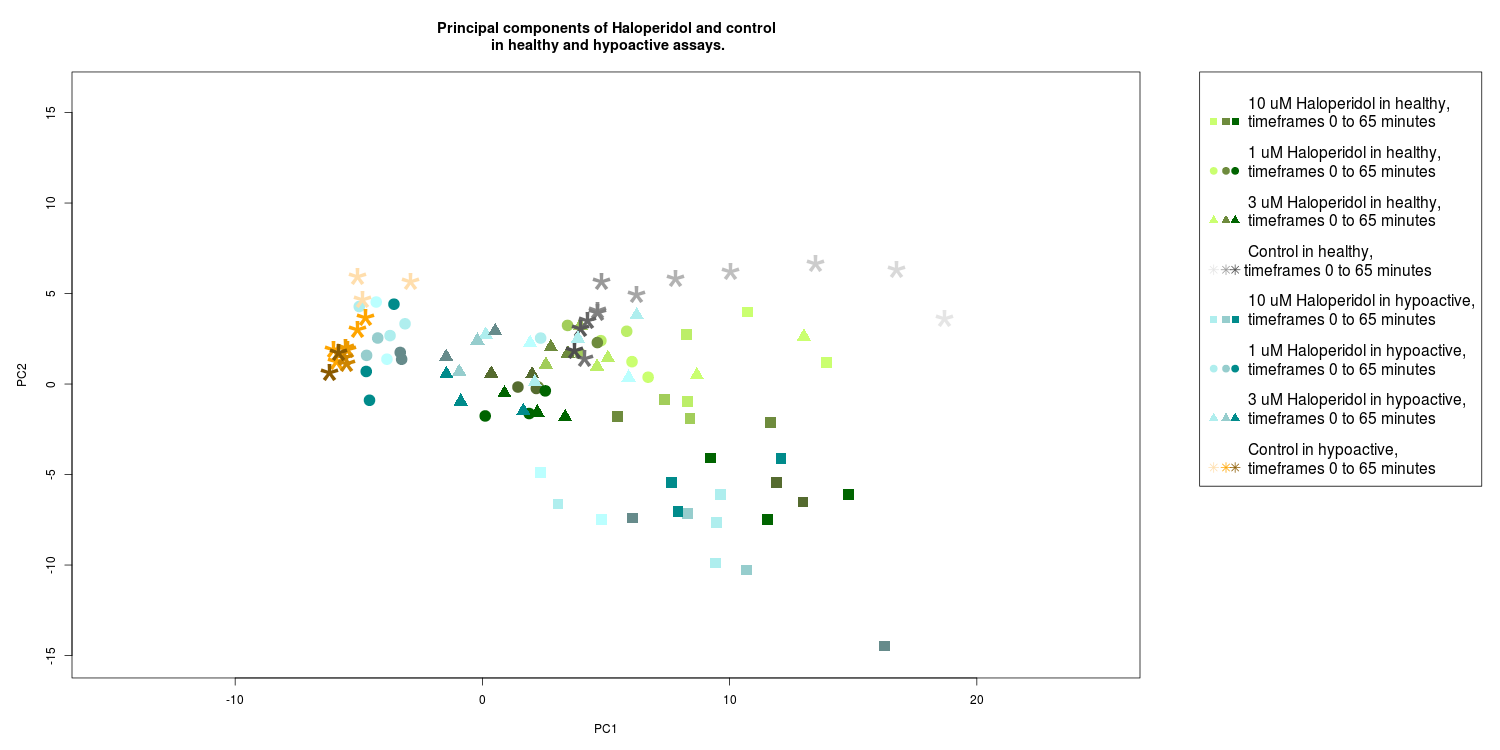 Principal components of Haloperidol and control
in healthy and hypoactive assays.
15
10
5
0
-5
-10
-15
PC2
-10
0
10
20
PC1
10 uM Haloperidol in healthy,
timeframes 0 to 65 minutes
1 uM Haloperidol in healthy,
timeframes 0 to 65 minutes
3 uM Haloperidol in healthy,
timeframes 0 to 65 minutes
Control in healthy,
timeframes 0 to 65 minutes
10 uM Haloperidol in hypoactive,
timeframes 0 to 65 minutes
1 uM Haloperidol in hypoactive,
timeframes 0 to 65 minutes
3 uM Haloperidol in hypoactive,
timeframes 0 to 65 minutes
Control in hypoactive,
timeframes 0 to 65 minutes